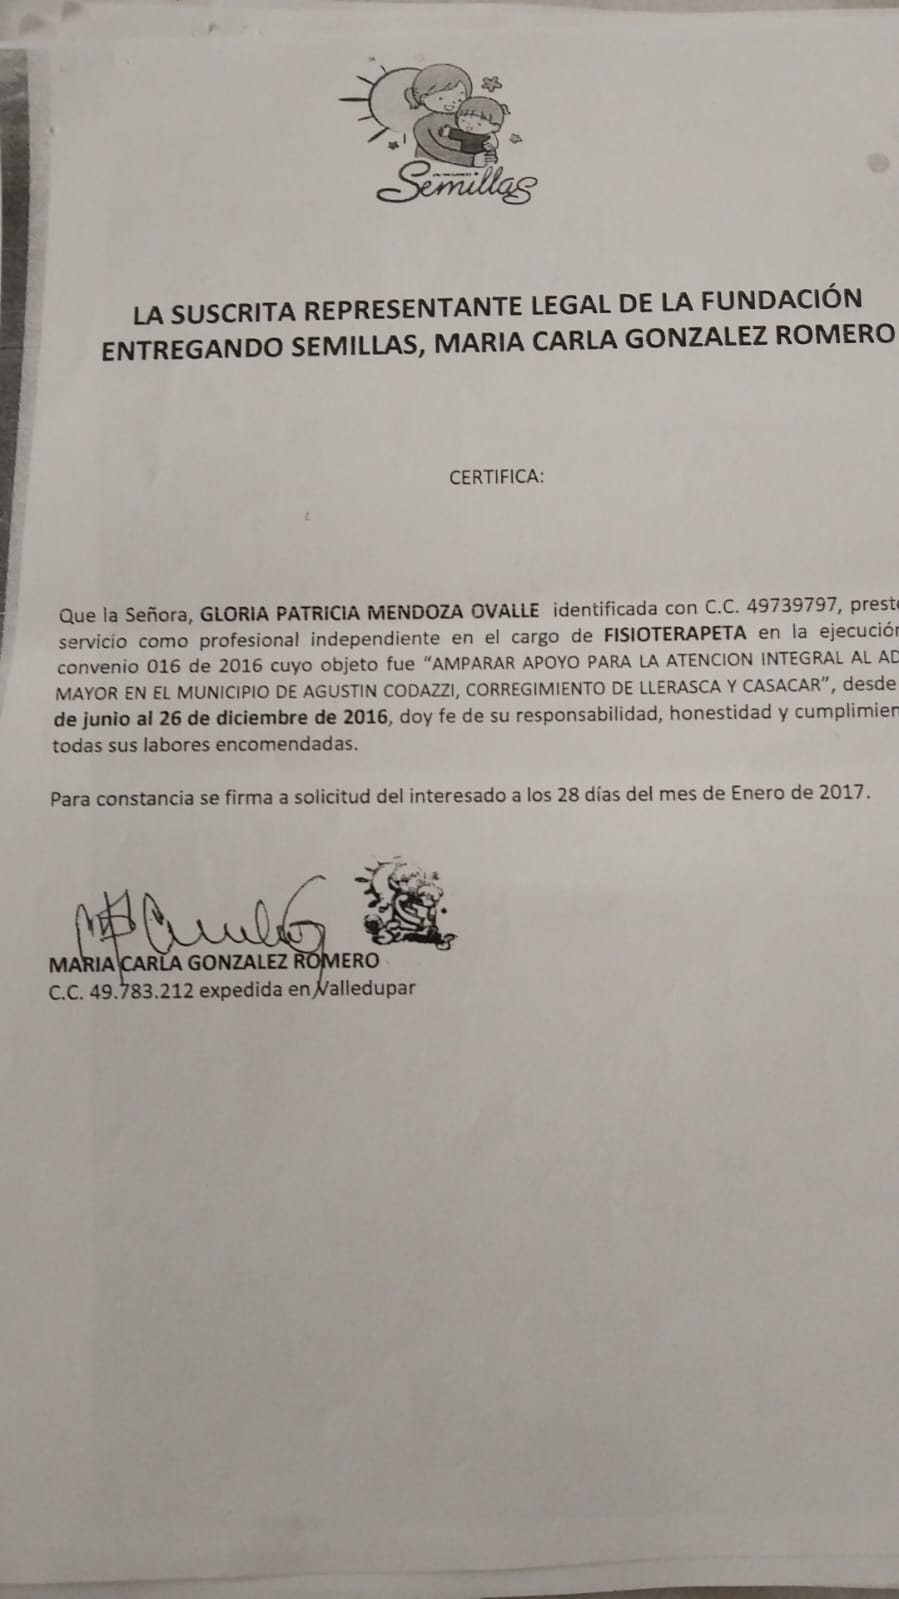 Semillas
LA SUSCRITA REPRESENTANTE LEGAL DE LA FUNDACIÓN
ENTREGANDO SEMILLAS, MARIA CARLA GONZALEZ ROMERO
CERTIFICA:
Que la Señora, GLORIA PATRICIA MENDOZA OVALLE identificada con C.C. 49739797, prest
servicio como profesional independiente en el cargo de FISIOTERAPETA en la ejecución
convenio 016 de 2016 cuyo objeto fue “AMPARAR APOYO PARA LA ATENCION INTEGRAL AL AD
MAYOR EN EL MUNICIPIO DE AGUSTIN CODAZZI, CORREGIMIENTO DE LLERASCA Y CASACAR”, desde
de junio al 26 de diciembre de 2016, doy fe de su responsabilidad, honestidad y cumplimien
todas sus labores encomendadas.
Para constancia se firma a solicitud del interesado a los 28 días del mes de Enero de 2017.
MARIA CARLA GONZALEZ ROMERO
C.C. 49.783.212 expedida en Valledupar